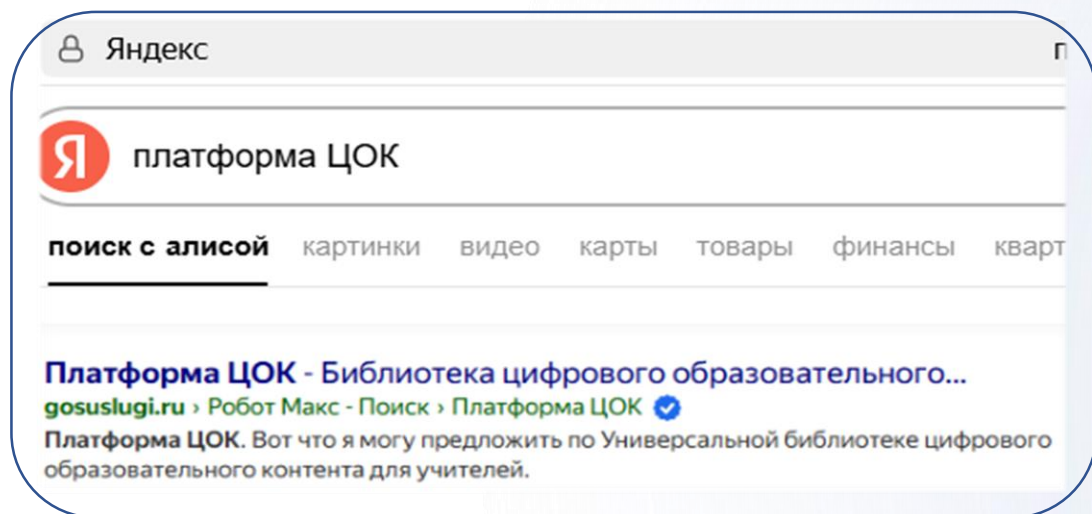 Яндекс
Я платформа ЦОК
поиск с алисой картинки видео карты товары финансы
Платформа ЦОК - Библиотека цифрового образовательного...
gosuslugi.ru › Робот Макс - Поиск › Платформа ЦОК
Платформа ЦОК. Вот что я могу предложить по Универсальной библиотеке цифрового
образовательного контента для учителей.